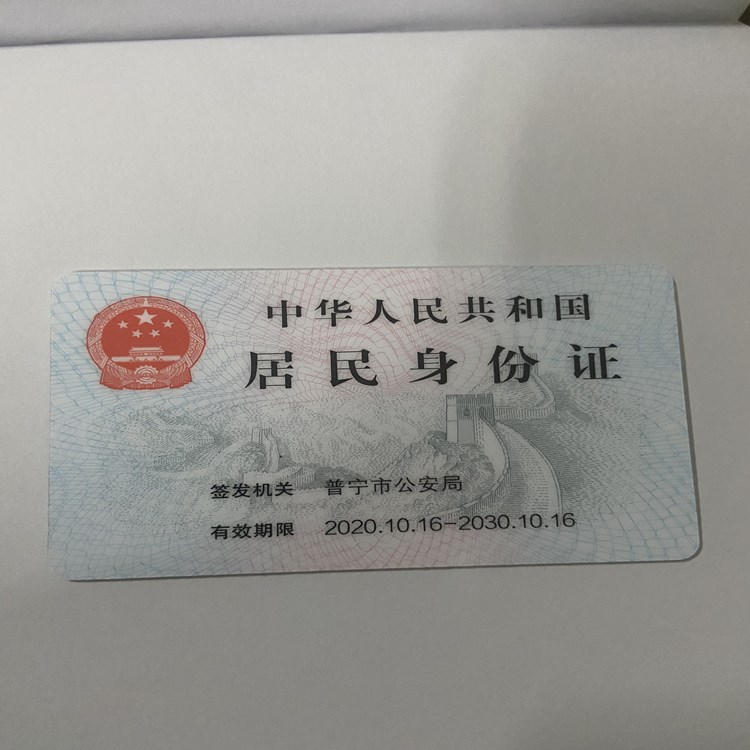 中华人民共和国
居民身份证
签发机关 普宁市公安局
有效期限 2020.10.16-2030.10.16